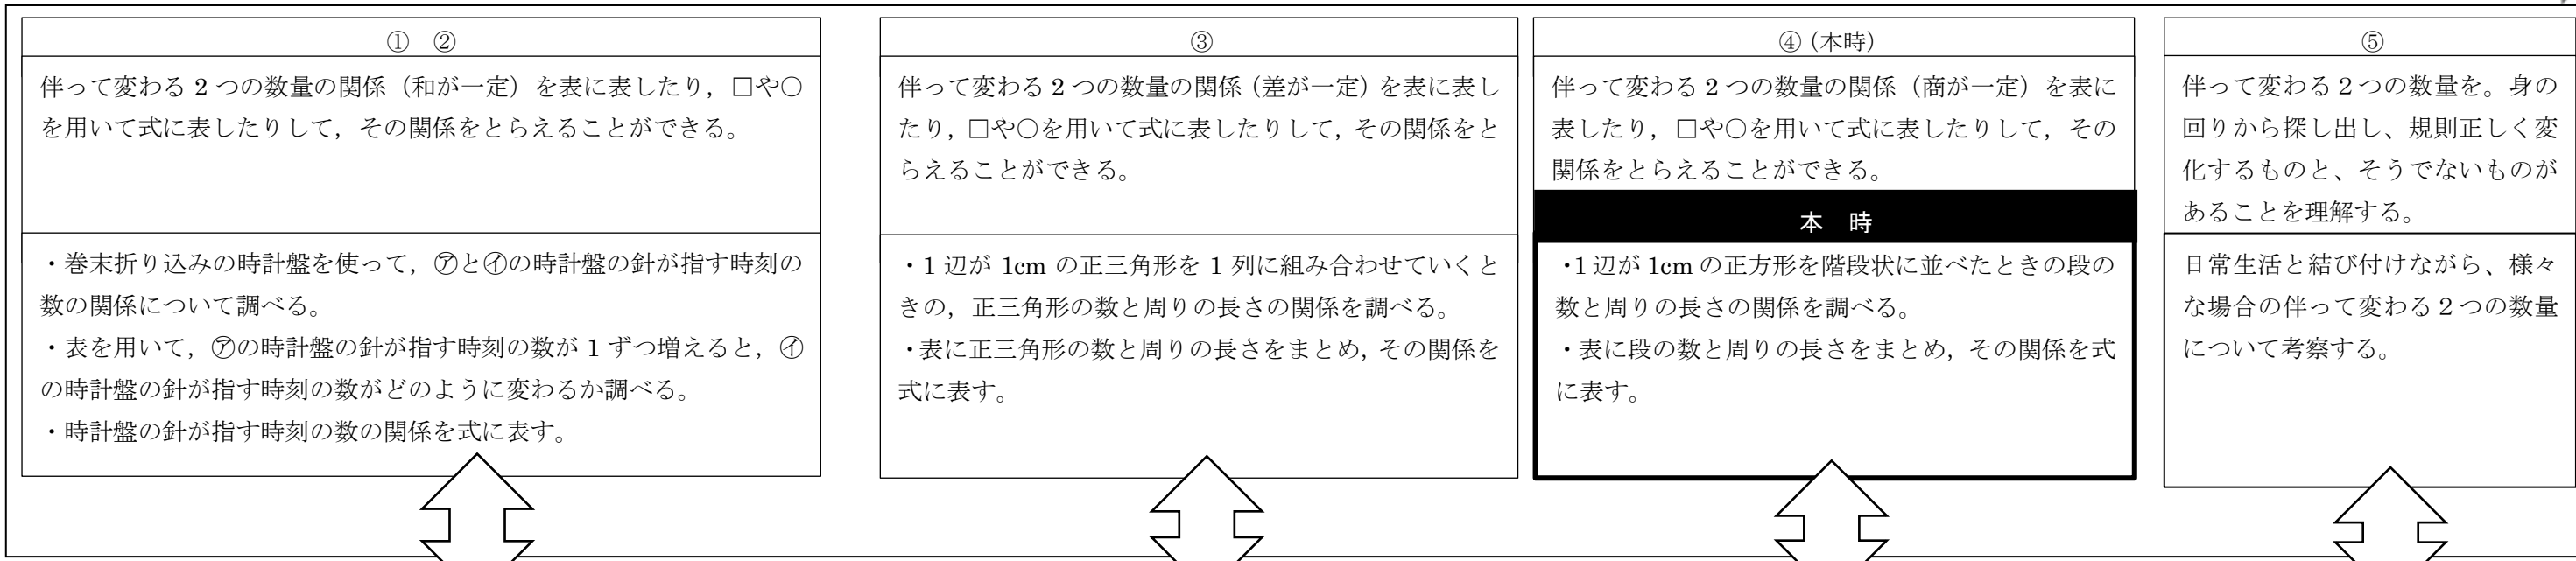 ① ②
伴って変わる 2 つの数量の関係（和が一定）を表に表したり，□や○
を用いて式に表したりして，その関係をとらえることができる。
・巻末折り込みの時計盤を使って，㋐と㋑の時計盤の針が指す時刻の
数の関係について調べる。
・表を用いて，㋐の時計盤の針が指す時刻の数が 1 ずつ増えると，㋑
の時計盤の針が指す時刻の数がどのように変わるか調べる。
・時計盤の針が指す時刻の数の関係を式に表す。
③
伴って変わる 2 つの数量の関係（差が一定）を表に表し
たり，□や○を用いて式に表したりして，その関係をと
らえることができる。
・1 辺が 1cm の正三角形を 1 列に組み合わせていくと
きの，正三角形の数と周りの長さの関係を調べる。
・表に正三角形の数と周りの長さをまとめ，その関係を
式に表す。
④（本時）
伴って変わる 2 つの数量の関係（商が一定）を表に
表したり，□や○を用いて式に表したりして，その
関係をとらえることができる。
本 時
・1 辺が 1cm の正方形を階段状に並べたときの段の
数と周りの長さの関係を調べる。
・表に段の数と周りの長さをまとめ，その関係を式
に表す。
⑤
伴って変わる２つの数量を。身の
回りから探し出し、規則正しく変
化するものと、そうでないものが
あることを理解する。
日常生活と結び付けながら、様々
な場合の伴って変わる２つの数量
について考察する。